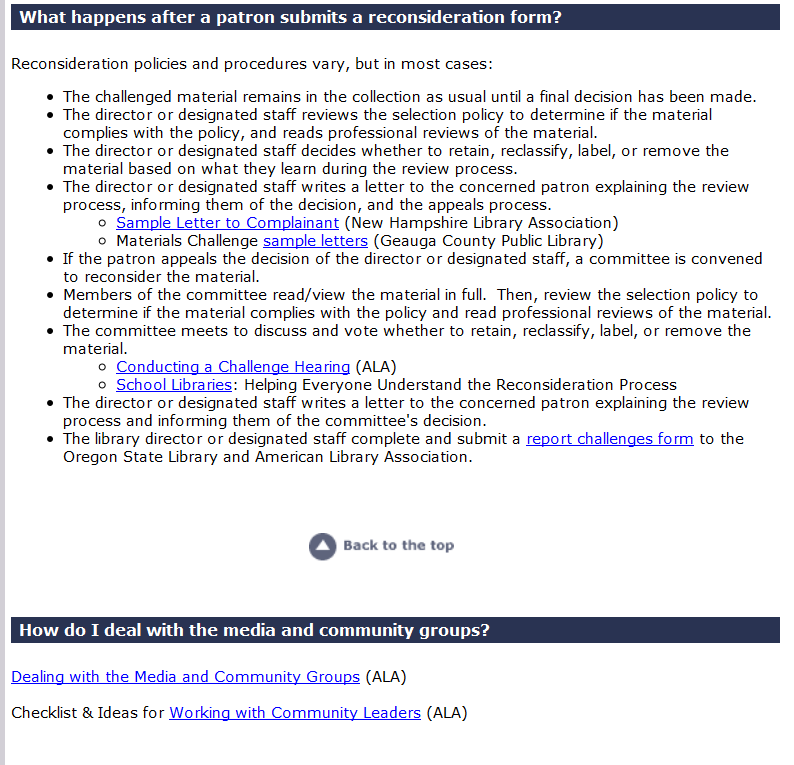 What happens after a patron submits a reconsideration form?
Reconsideration policies and procedures vary, but in most cases:
• The challenged material remains in the collection as usual until a final decision has been made.
• The director or designated staff reviews the selection policy to determine if the material
complies with the policy, and reads professional reviews of the material.
• The director or designated staff decides whether to retain, reclassify, label, or remove the
material based on what they learn during the review process.
• The director or designated staff writes a letter to the concerned patron explaining the review
process, informing them of the decision, and the appeals process.
◦ Sample Letter to Complainant (New Hampshire Library Association)
◦ Materials Challenge sample letters (Geauga County Public Library)
• If the patron appeals the decision of the director or designated staff, a committee is convened
to reconsider the material.
• Members of the committee read/view the material in full.  Then, review the selection policy to
determine if the material complies with the policy and read professional reviews of the material.
• The committee meets to discuss and vote whether to retain, reclassify, label, or remove the
material.
◦ Conducting a Challenge Hearing (ALA)
◦ School Libraries: Helping Everyone Understand the Reconsideration Process
• The director or designated staff writes a letter to the concerned patron explaining the review
process and informing them of the committee's decision.
• The library director or designated staff complete and submit a report challenges form to the
Oregon State Library and American Library Association.
Back to the top
How do I deal with the media and community groups?
Dealing with the Media and Community Groups (ALA)
Checklist & Ideas for Working with Community Leaders (ALA)